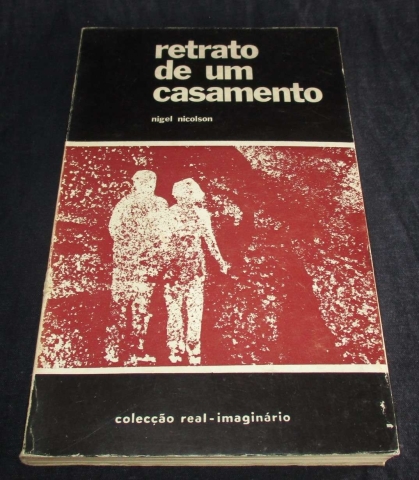 retrato
de um
casamento
nigel nicolson
colecção real-imaginário